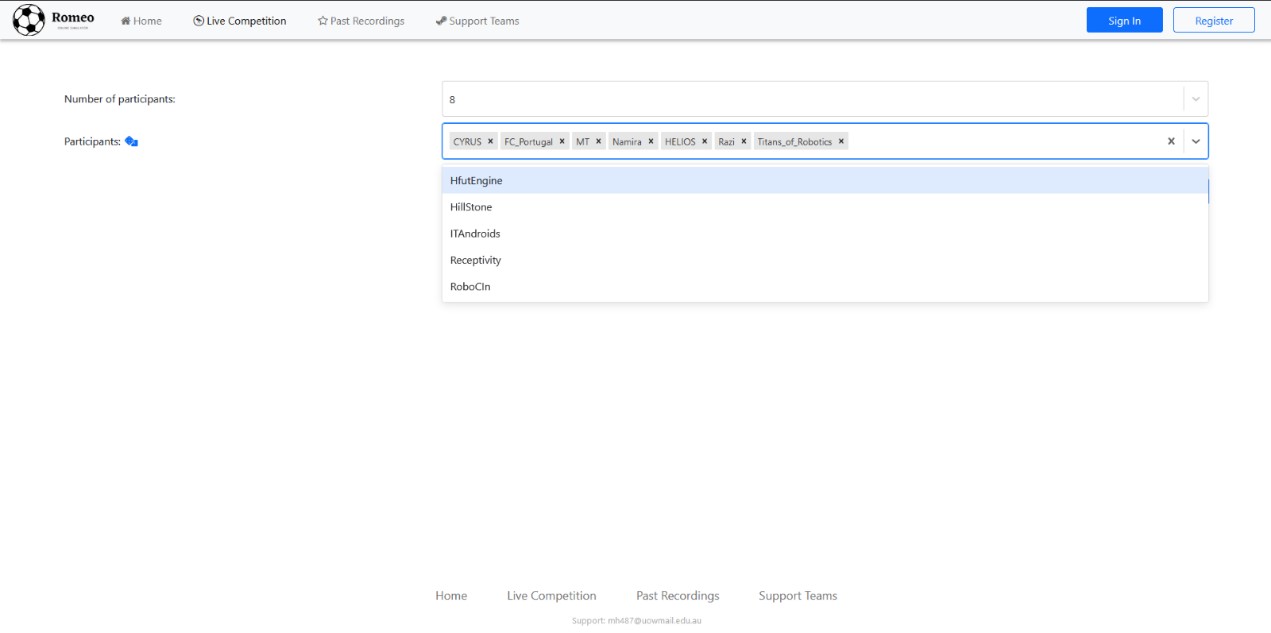 Romeo
Home Live Competition Past Recordings Support Teams Sign In Register
Number of participants: 8
Participants: CYRUS × FC_Portugal × MT × Namira × HELIOS × Razi × Titans_of_Robotics ×
HfutEngine
HillStone
ITAndroids
Receptivity
RoboCIn
Home Live Competition Past Recordings Support Teams
Support: mh487@uowmail.edu.au